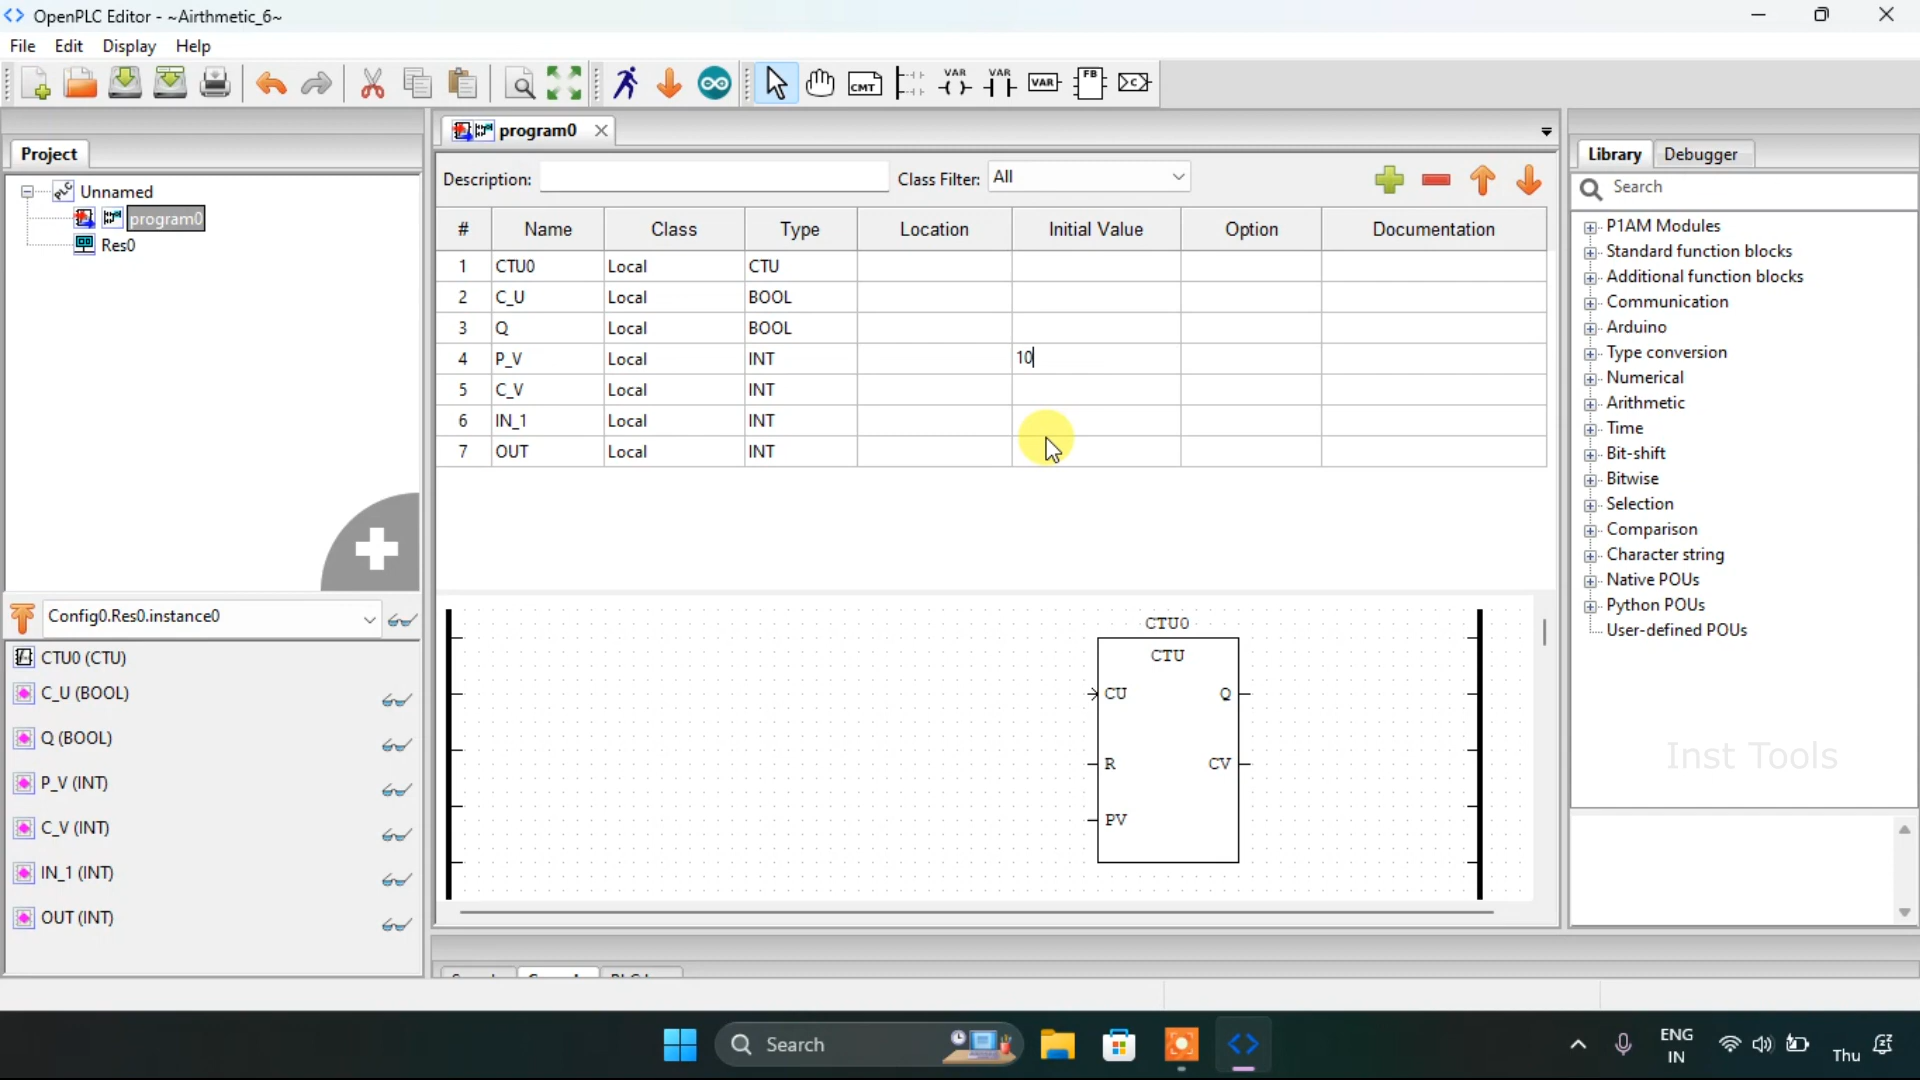 OpenPLC Editor - ~Airthmetic_6~
File Edit Display Help
CMT VAR VAR VAR FB C
Project
Unnamed
program0
Res0
program0
Description: Class Filter: All
# Name Class Type Location Initial Value Option Documentation
1 CTU0 Local CTU
2 C_U Local BOOL
3 Q Local BOOL
4 P_V Local INT 10
5 C_V Local INT
6 IN_1 Local INT
7 OUT Local INT
Config0.Res0.instance0
CTU0 (CTU)
C_U (BOOL)
Q (BOOL)
P_V (INT)
C_V (INT)
IN_1 (INT)
OUT (INT)
CTU0
CTU
CU Q
R CV
PV
Library Debugger
Search
P1AM Modules
Standard function blocks
Additional function blocks
Communication
Arduino
Type conversion
Numerical
Arithmetic
Time
Bit-shift
Bitwise
Selection
Comparison
Character string
Native POUs
Python POUs
User-defined POUs
Inst Tools
Search
ENG
IN
Thu